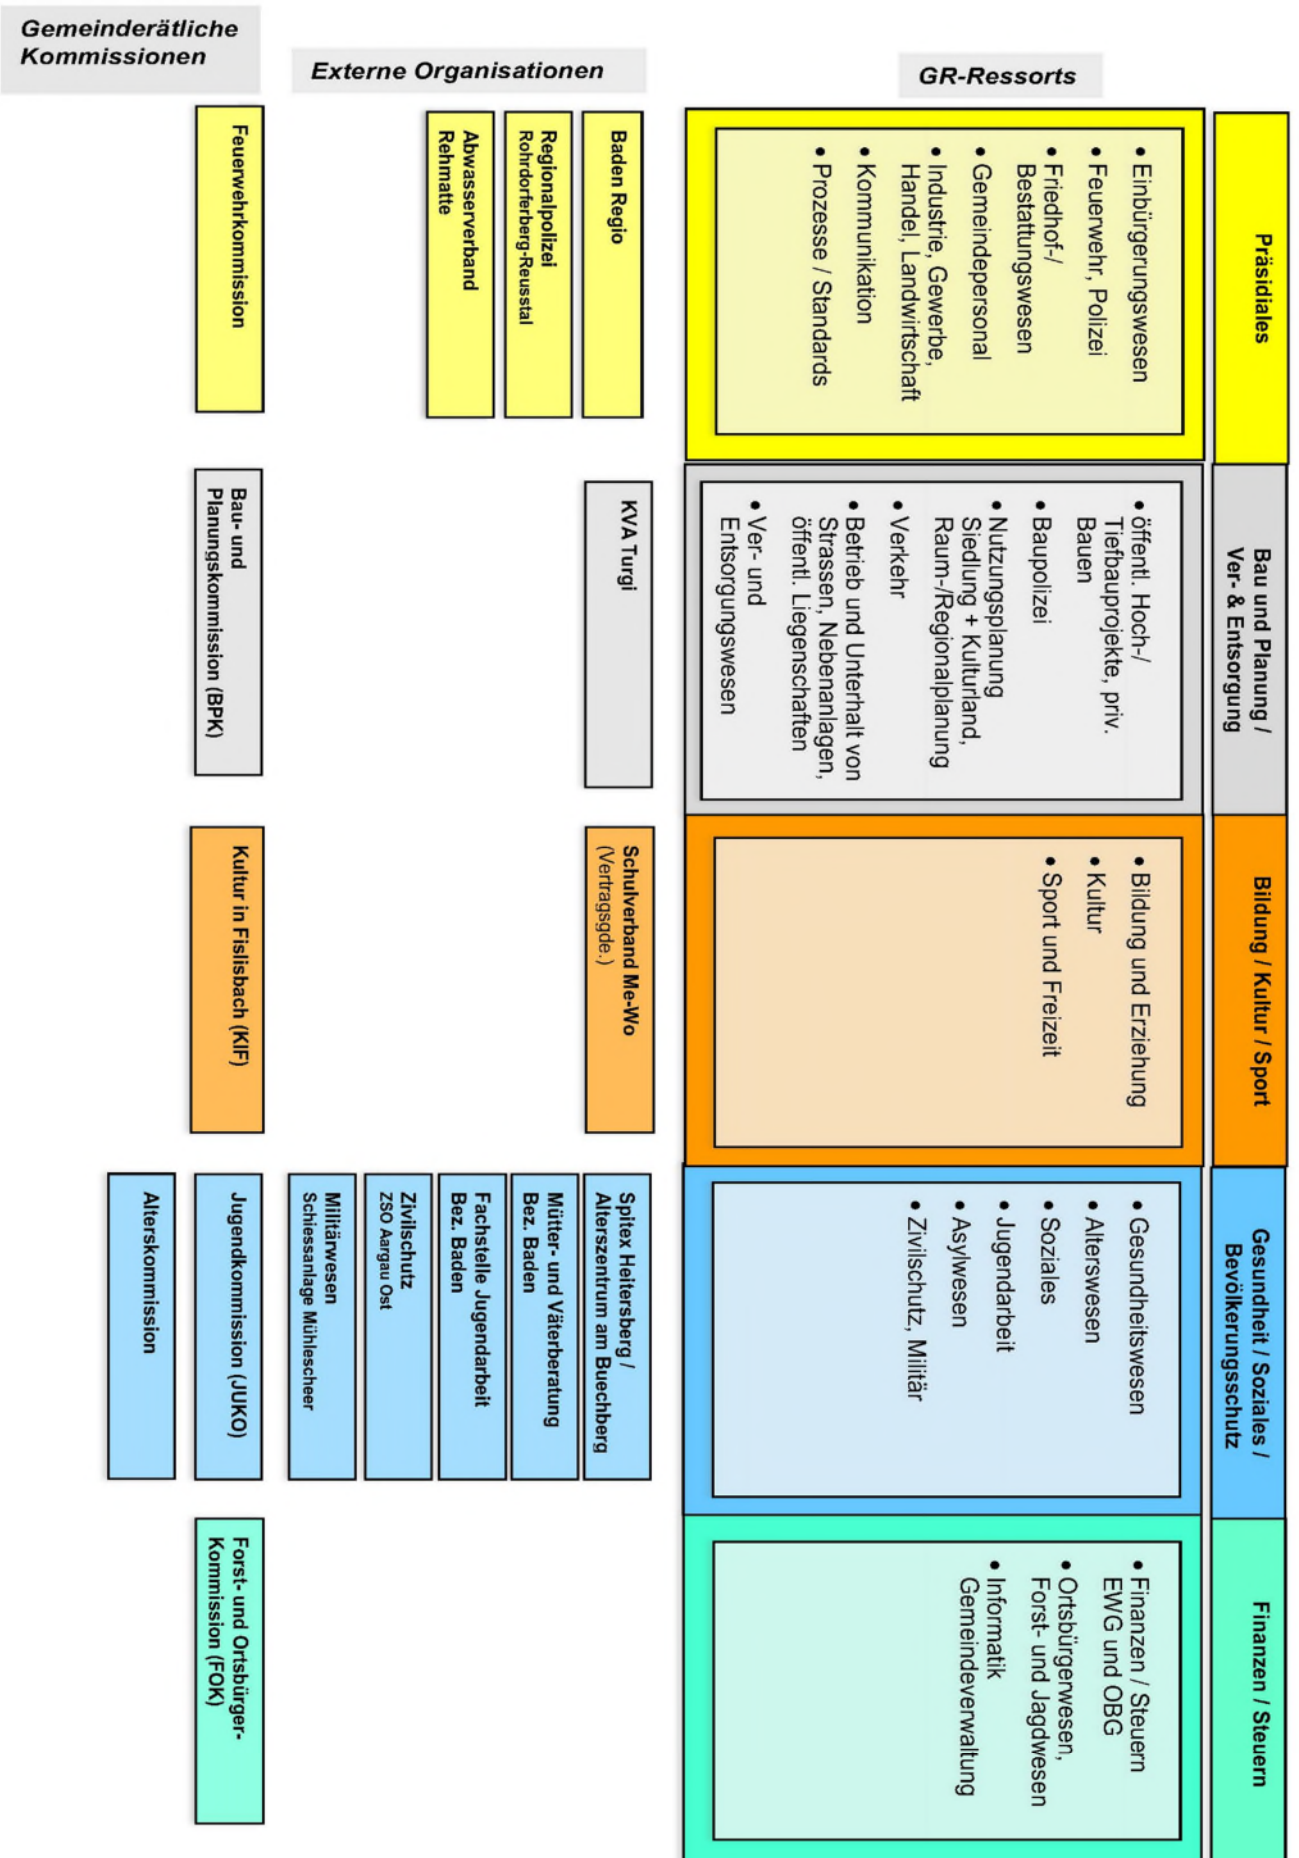 GR-Ressorts
Präsidiales
• Einbürgerungswesen
• Feuerwehr, Polizei
• Friedhof-/
Bestattungswesen
• Gemeindepersonal
• Industrie, Gewerbe,
Handel, Landwirtschaft
• Kommunikation
• Prozesse / Standards
Bau und Planung /
Ver- & Entsorgung
• öffentl. Hoch-/
Tiefbauprojekte, priv.
Bauen
• Baupolizei
• Nutzungsplanung
Siedlung + Kulturland,
Raum-/Regionalplanung
• Verkehr
• Betrieb und Unterhalt von
Strassen, Nebenanlagen,
öffentl. Liegenschaften
• Ver- und
Entsorgungswesen
Bildung / Kultur / Sport
• Bildung und Erziehung
• Kultur
• Sport und Freizeit
Gesundheit / Soziales /
Bevölkerungsschutz
• Gesundheitswesen
• Alterswesen
• Soziales
• Jugendarbeit
• Asylwesen
• Zivilschutz, Militär
Finanzen / Steuern
• Finanzen / Steuern
EWG und OBG
• Ortsbürgerwesen,
Forst- und Jagdwesen
• Informatik
Gemeindeverwaltung
Externe Organisationen
Baden Regio
Regionalpolizei
Rohrdorferberg-Reusstal
Abwasserverband
Rehmatte
KVA Turgi
Schulverband Me-Wo
(Vertragsgde.)
Spitex Heitersberg /
Alterszentrum am Buechberg
Mütter- und Väterberatung
Bez. Baden
Fachstelle Jugendarbeit
Bez. Baden
Zivilschutz
ZSO Aargau Ost
Militärwesen
Schiessanlage Mühlescheer
Gemeinderätliche
Kommissionen
Feuerwehrkommission
Bau- und
Planungskommission (BPK)
Kultur in Fislisbach (KIF)
Jugendkommission (JUKO)
Alterskommission
Forst- und Ortsbürger-
Kommission (FOK)